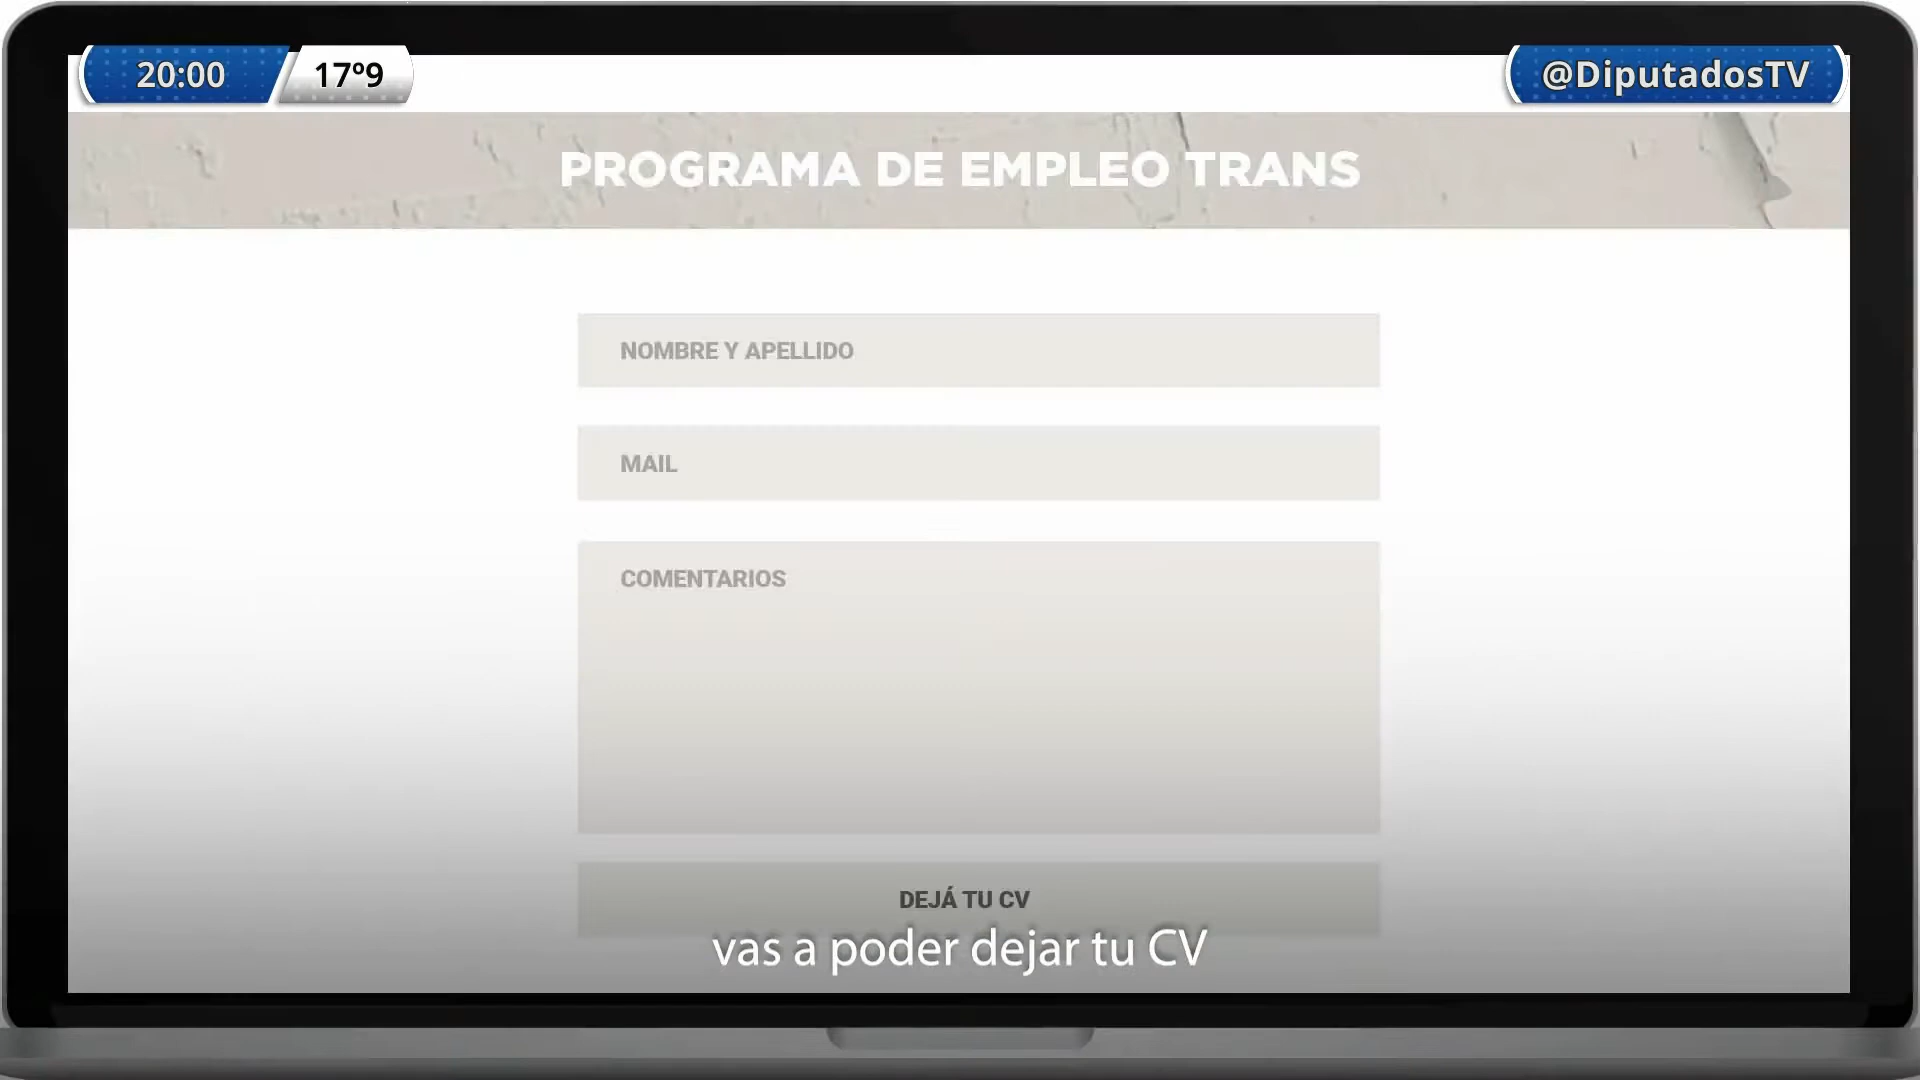 20:00
17º9
@DiputadosTV
PROGRAMA DE EMPLEO TRANS
NOMBRE Y APELLIDO
MAIL
COMENTARIOS
DEJÁ TU CV
vas a poder dejar tu CV